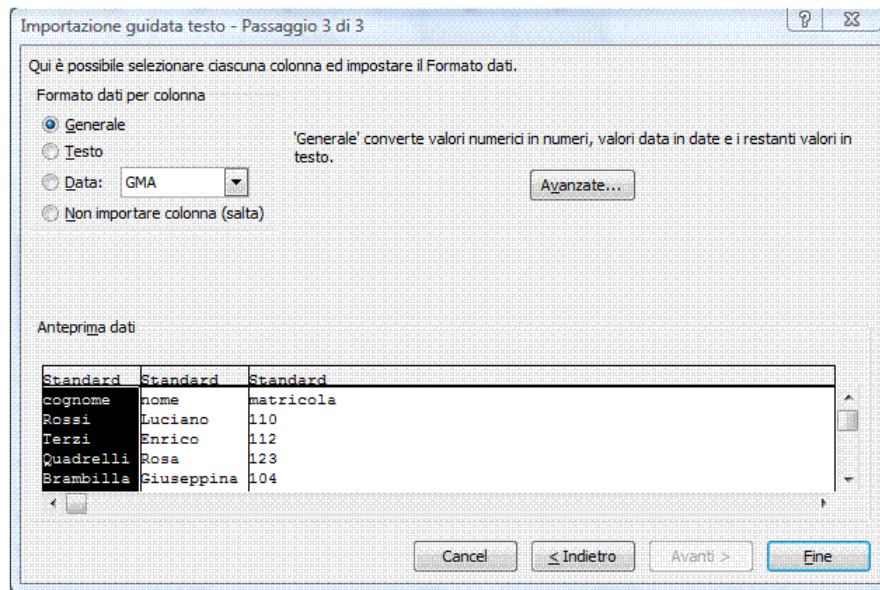 Importazione guidata testo - Passaggio 3 di 3
Qui è possibile selezionare ciascuna colonna ed impostare il Formato dati.
Formato dati per colonna
Generale
Testo
Data: GMA
Non importare colonna (salta)
'Generale' converte valori numerici in numeri, valori data in date e i restanti valori in
testo.
Avanzate...
Anteprima dati
Standard Standard Standard
cognome nome matricola
Rossi Luciano 110
Terzi Enrico 112
Quadrelli Rosa 123
Brambilla Giuseppina 104
Cancel < Indietro Avanti > Fine